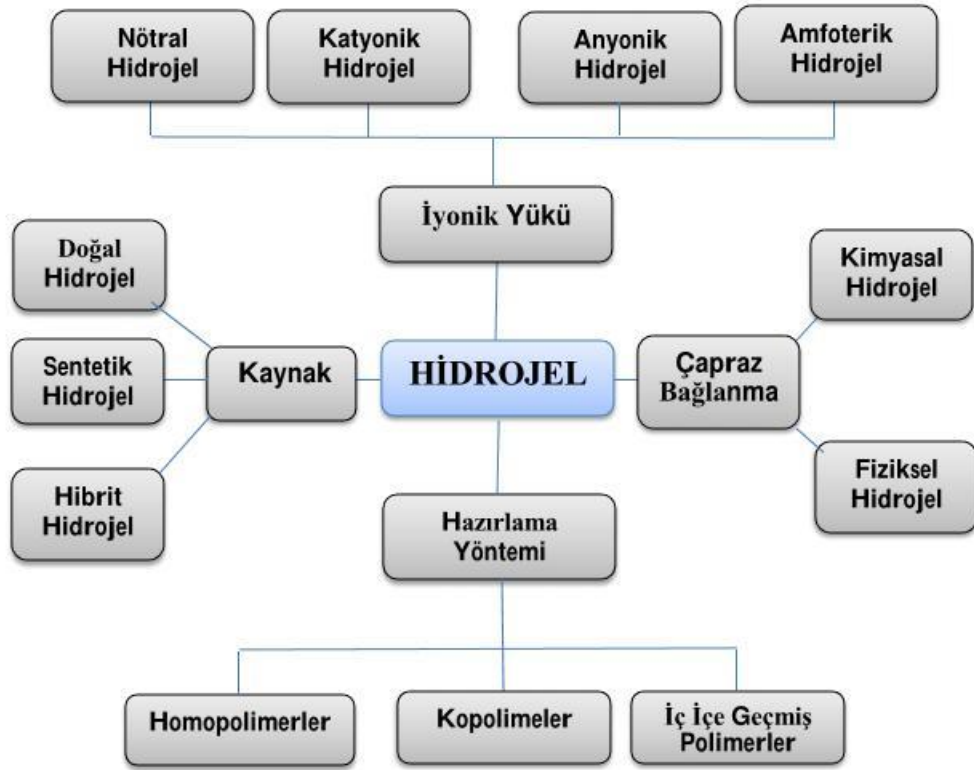 Nötral
Hidrojel
Katyonik
Hidrojel
Anyonik
Hidrojel
Amfoterik
Hidrojel
İyonik Yükü
Doğal
Hidrojel
Sentetik
Hidrojel
Hibrit
Hidrojel
Kaynak
HİDROJEL
Çapraz
Bağlanma
Kimyasal
Hidrojel
Fiziksel
Hidrojel
Hazırlama
Yöntemi
Homopolimerler
Kopolimeler
İç İçe Geçmiş
Polimerler